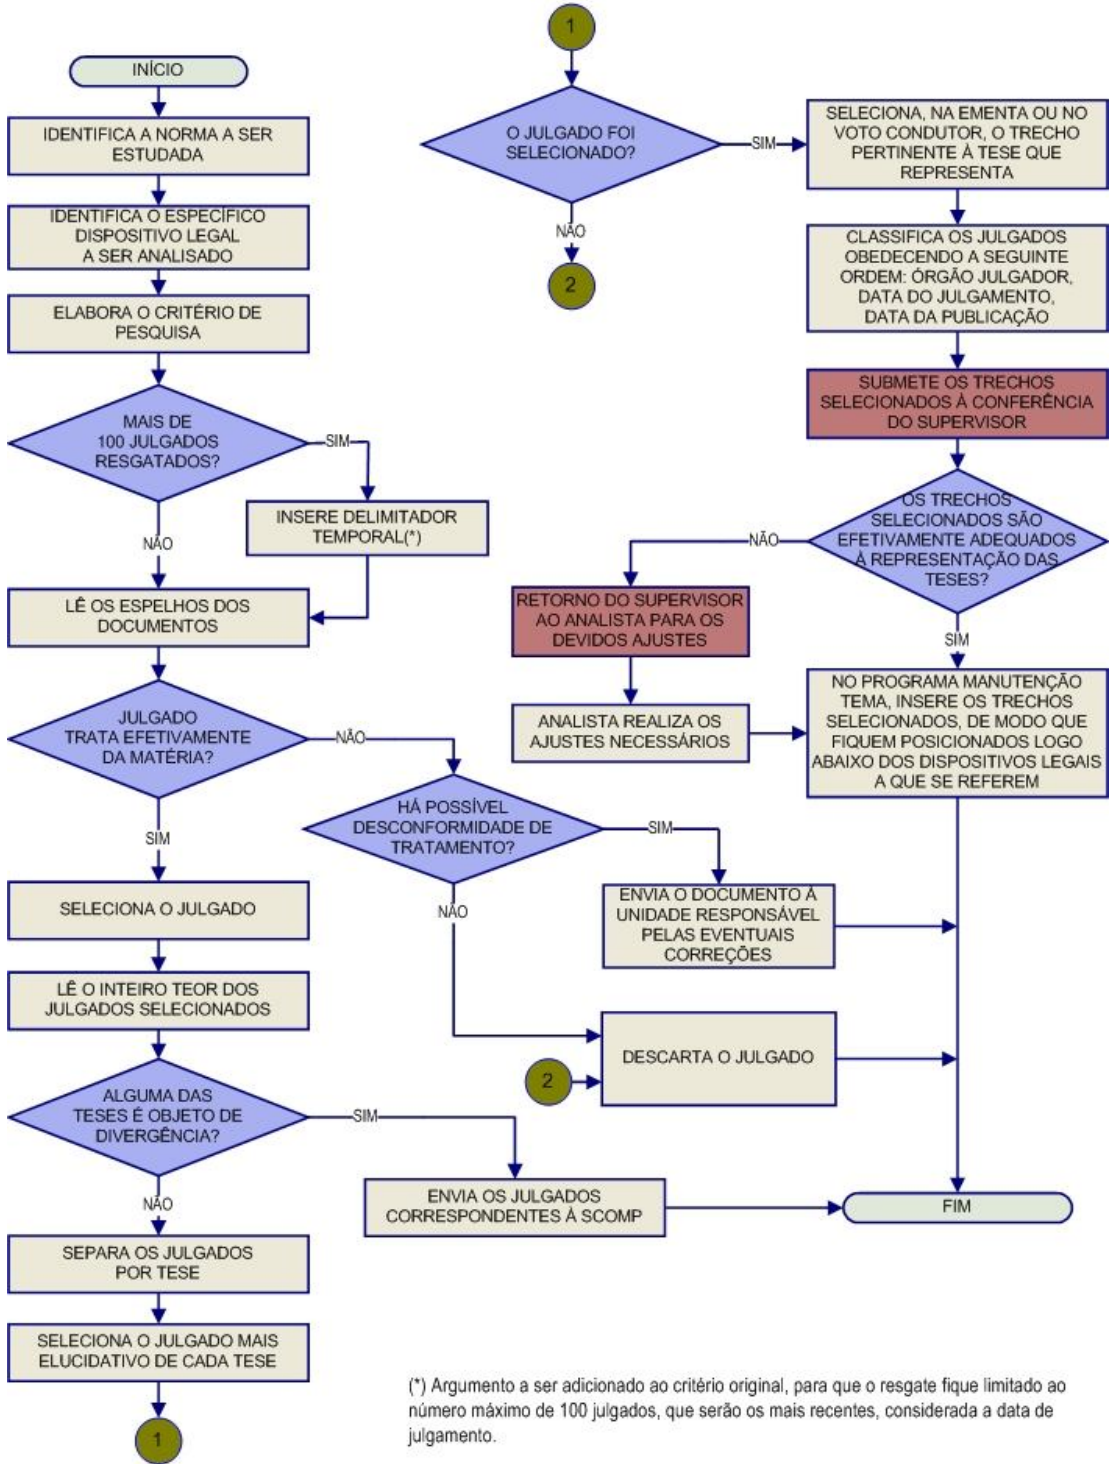 INÍCIO
IDENTIFICA A NORMA A SER
ESTUDADA
IDENTIFICA O ESPECÍFICO
DISPOSITIVO LEGAL
A SER ANALISADO
ELABORA O CRITÉRIO DE
PESQUISA
MAIS DE
100 JULGADOS
RESGATADOS?
SIM
INSERE DELIMITADOR
TEMPORAL(*)
NÃO
LÊ OS ESPELHOS DOS
DOCUMENTOS
JULGADO
TRATA EFETIVAMENTE
DA MATÉRIA?
NÃO
HÁ POSSÍVEL
DESCONFORMIDADE DE
TRATAMENTO?
SIM
ENVIA O DOCUMENTO À
UNIDADE RESPONSÁVEL
PELAS EVENTUAIS
CORREÇÕES
NÃO
DESCARTA O JULGADO
2
SIM
SELECIONA O JULGADO
LÊ O INTEIRO TEOR DOS
JULGADOS SELECIONADOS
ALGUMA DAS
TESES É OBJETO DE
DIVERGÊNCIA?
SIM
ENVIA OS JULGADOS
CORRESPONDENTES À SCOMP
NÃO
SEPARA OS JULGADOS
POR TESE
SELECIONA O JULGADO MAIS
ELUCIDATIVO DE CADA TESE
1
1
O JULGADO FOI
SELECIONADO?
NÃO
2
SIM
SELECIONA, NA EMENTA OU NO
VOTO CONDUTOR, O TRECHO
PERTINENTE À TESE QUE
REPRESENTA
CLASSIFICA OS JULGADOS
OBEDECENDO A SEGUINTE
ORDEM: ÓRGÃO JULGADOR,
DATA DO JULGAMENTO,
DATA DA PUBLICAÇÃO
SUBMETE OS TRECHOS
SELECIONADOS À CONFERÊNCIA
DO SUPERVISOR
OS TRECHOS
SELECIONADOS SÃO
EFETIVAMENTE ADEQUADOS
À REPRESENTAÇÃO DAS
TESES?
NÃO
RETORNO DO SUPERVISOR
AO ANALISTA PARA OS
DEVIDOS AJUSTES
ANALISTA REALIZA OS
AJUSTES NECESSÁRIOS
SIM
NO PROGRAMA MANUTENÇÃO
TEMA, INSERE OS TRECHOS
SELECIONADOS, DE MODO QUE
FIQUEM POSICIONADOS LOGO
ABAIXO DOS DISPOSITIVOS LEGAIS
A QUE SE REFEREM
FIM
(*) Argumento a ser adicionado ao critério original, para que o resgate fique limitado ao
número máximo de 100 julgados, que serão os mais recentes, considerada a data de
julgamento.